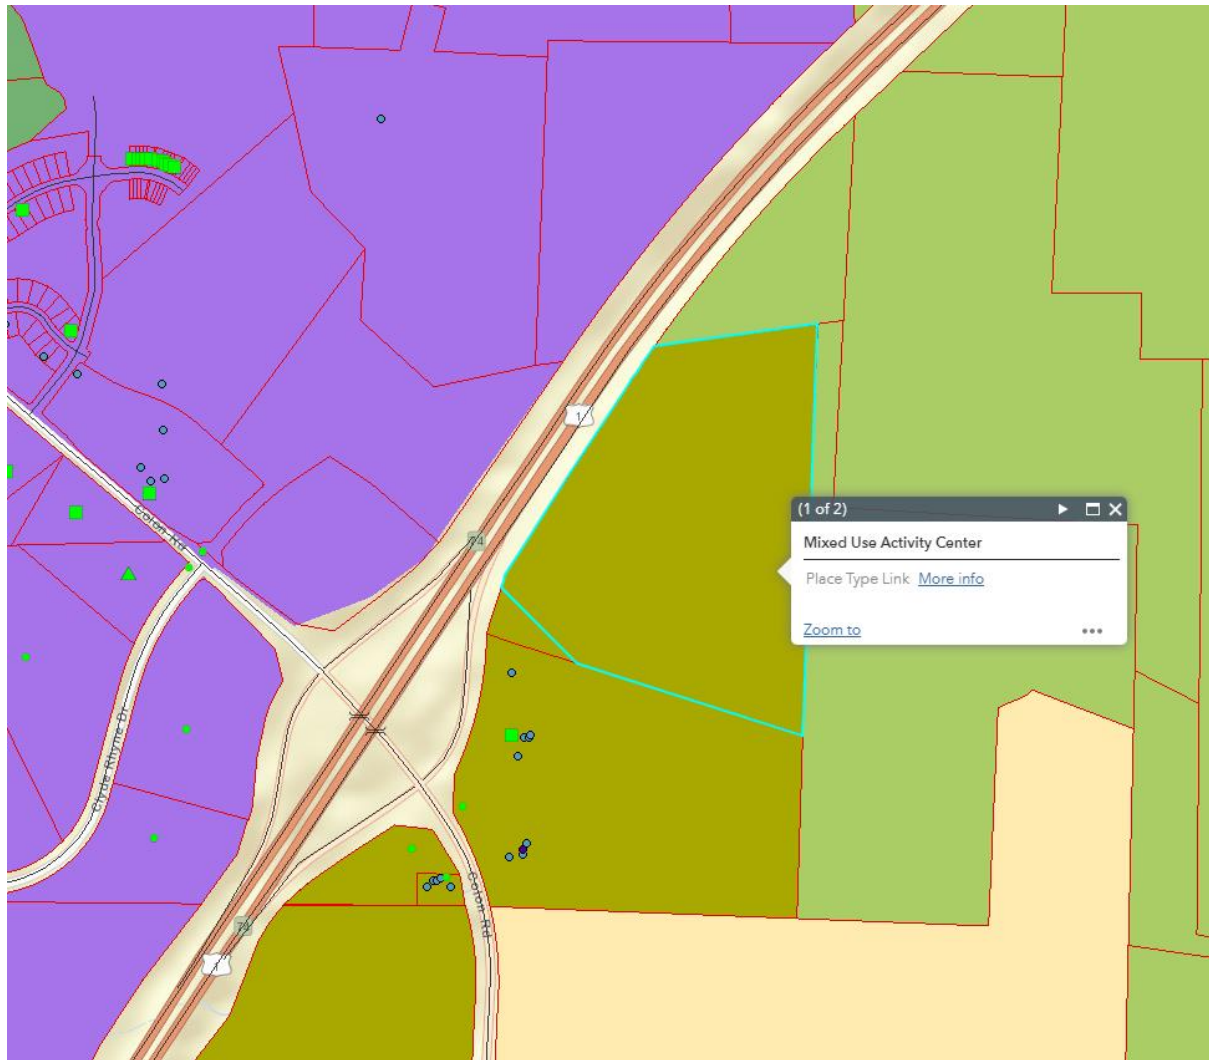 1
74
Colon Rd
(1 of 2)
Mixed Use Activity Center
Place Type Link More info
Zoom to
•••
Clyde Rhyne Dr
Colon Rd
74
1